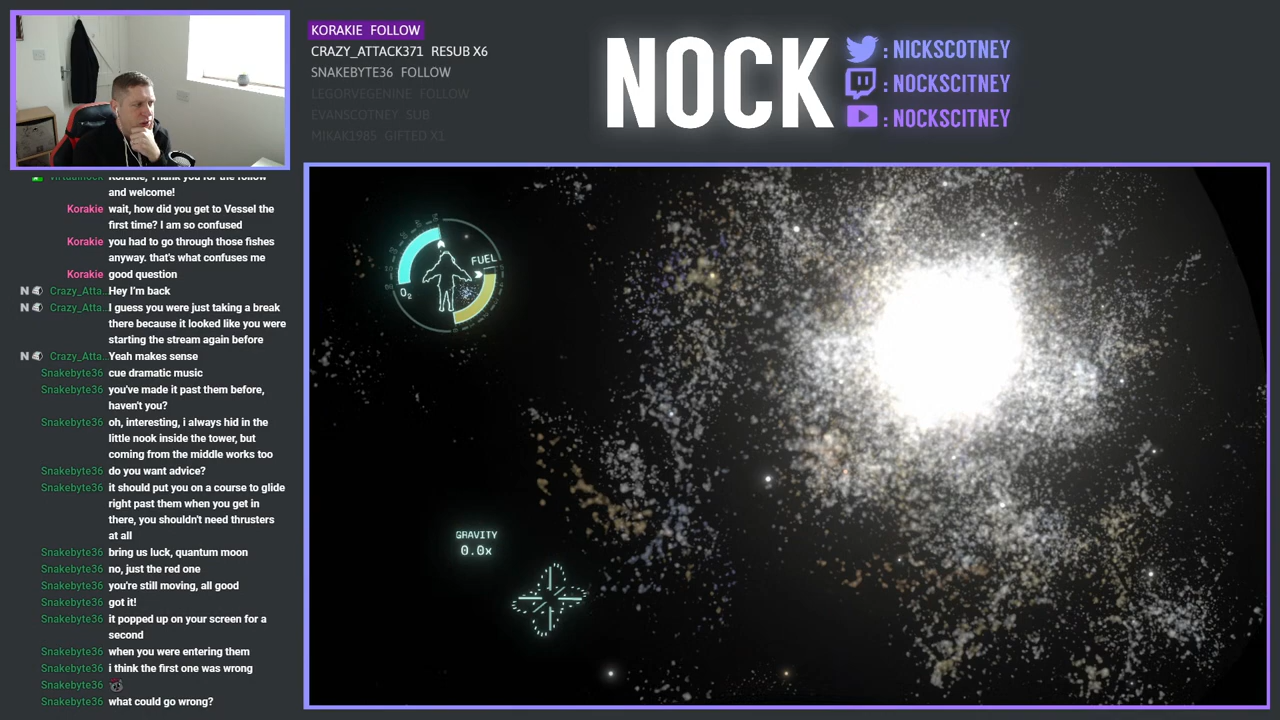 KORAKIE FOLLOW
CRAZY_ATTACK371 RESUB X6
SNAKEBYTE36 FOLLOW
LEGORVEGENINE FOLLOW
EVANSCOTNEY SUB
MIKAK1985 GIFTED X1
NOCK
: NICKSCOTNEY
: NOCKSCITNEY
: NOCKSCITNEY
virtualnock Korakie, Thank you for the follow
and welcome!
Korakie wait, how did you get to Vessel the
first time? I am so confused
Korakie you had to go through those fishes
anyway. that's what confuses me
Korakie good question
N Crazy_Atta... Hey I'm back
N Crazy_Atta... I guess you were just taking a break
there because it looked like you were
starting the stream again before
N Crazy_Atta... Yeah makes sense
Snakebyte36 cue dramatic music
Snakebyte36 you've made it past them before,
haven't you?
Snakebyte36 oh, interesting, i always hid in the
little nook inside the tower, but
coming from the middle works too
Snakebyte36 do you want advice?
Snakebyte36 it should put you on a course to glide
right past them when you get in
there, you shouldn't need thrusters
at all
Snakebyte36 bring us luck, quantum moon
Snakebyte36 no, just the red one
Snakebyte36 you're still moving, all good
Snakebyte36 got it!
Snakebyte36 it popped up on your screen for a
second
Snakebyte36 when you were entering them
Snakebyte36 i think the first one was wrong
Snakebyte36
Snakebyte36 what could go wrong?
FUEL
O2
GRAVITY
0.0x